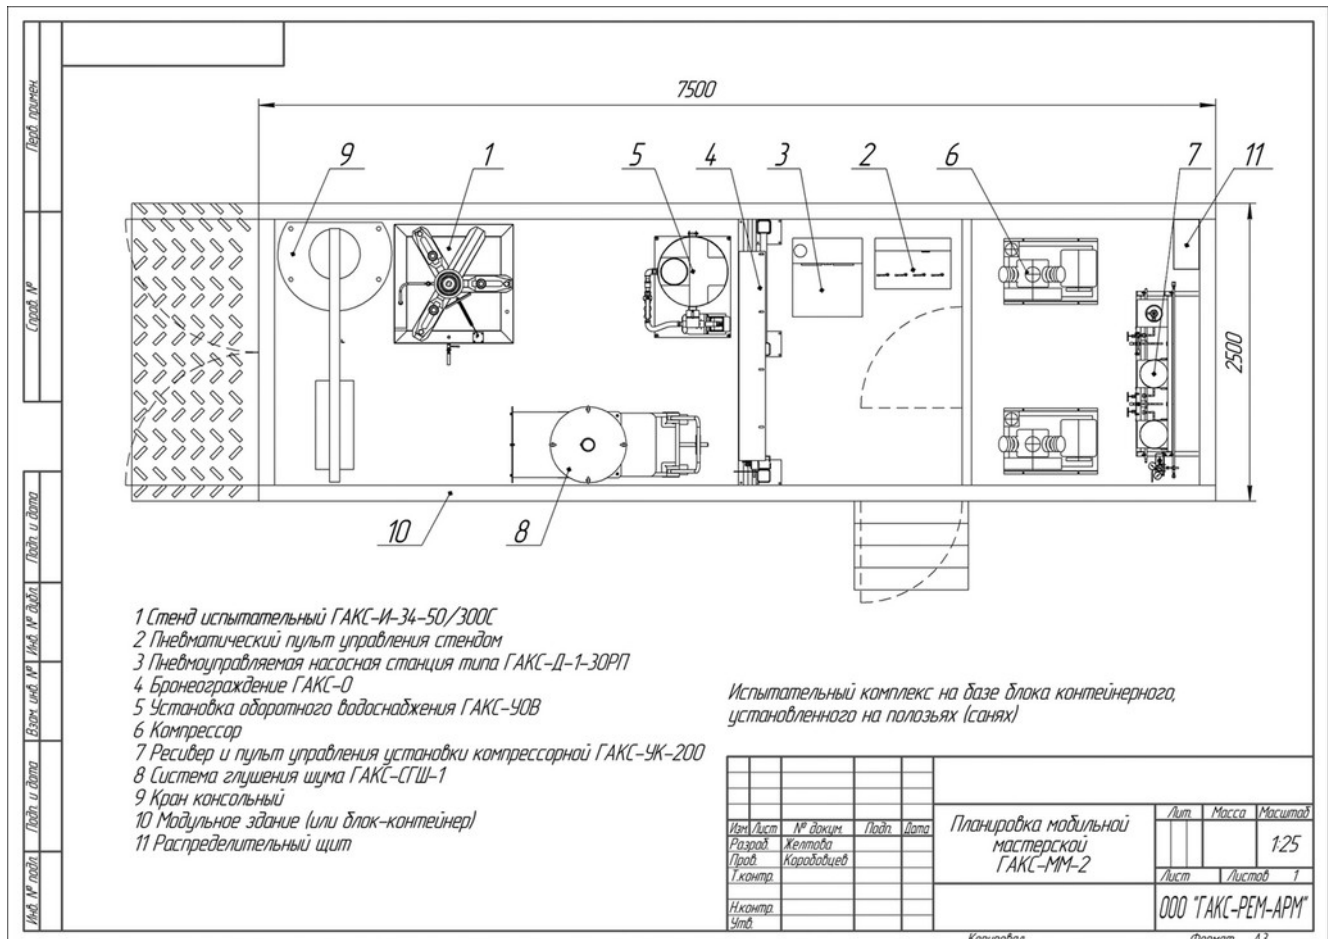 Перв. примен.
Справ. №
Подп. и дата
Инв. № дубл.
Взам. инв. №
Подп. и дата
Инв. № подл.
7500
9
1
5
4
3
2
6
7
11
2500
10
8
1 Стенд испытательный ГАКС-И-34-50/300С
2 Пневматический пульт управления стендом
3 Пневмоуправляемая насосная станция типа ГАКС-Д-1-30РП
4 Бронеограждение ГАКС-О
5 Установка оборотного водоснабжения ГАКС-УОВ
6 Компрессор
7 Ресивер и пульт управления установки компрессорной ГАКС-УК-200
8 Система глушения шума ГАКС-СГШ-1
9 Кран консольный
10 Модульное здание (или блок-контейнер)
11 Распределительный щит
Испытательный комплекс на базе блока контейнерного,
установленного на полозьях (санях)
Изм. Лист № докум. Подп. Дата
Разраб. Желтова
Пров. Коробовцев
Т.контр.
Н.контр.
Утв.
Планировка мобильной
мастерской
ГАКС-ММ-2
Лит. Масса Масштаб
1:25
Лист Листов 1
ООО "ГАКС-РЕМ-АРМ"
Копировал Формат А3